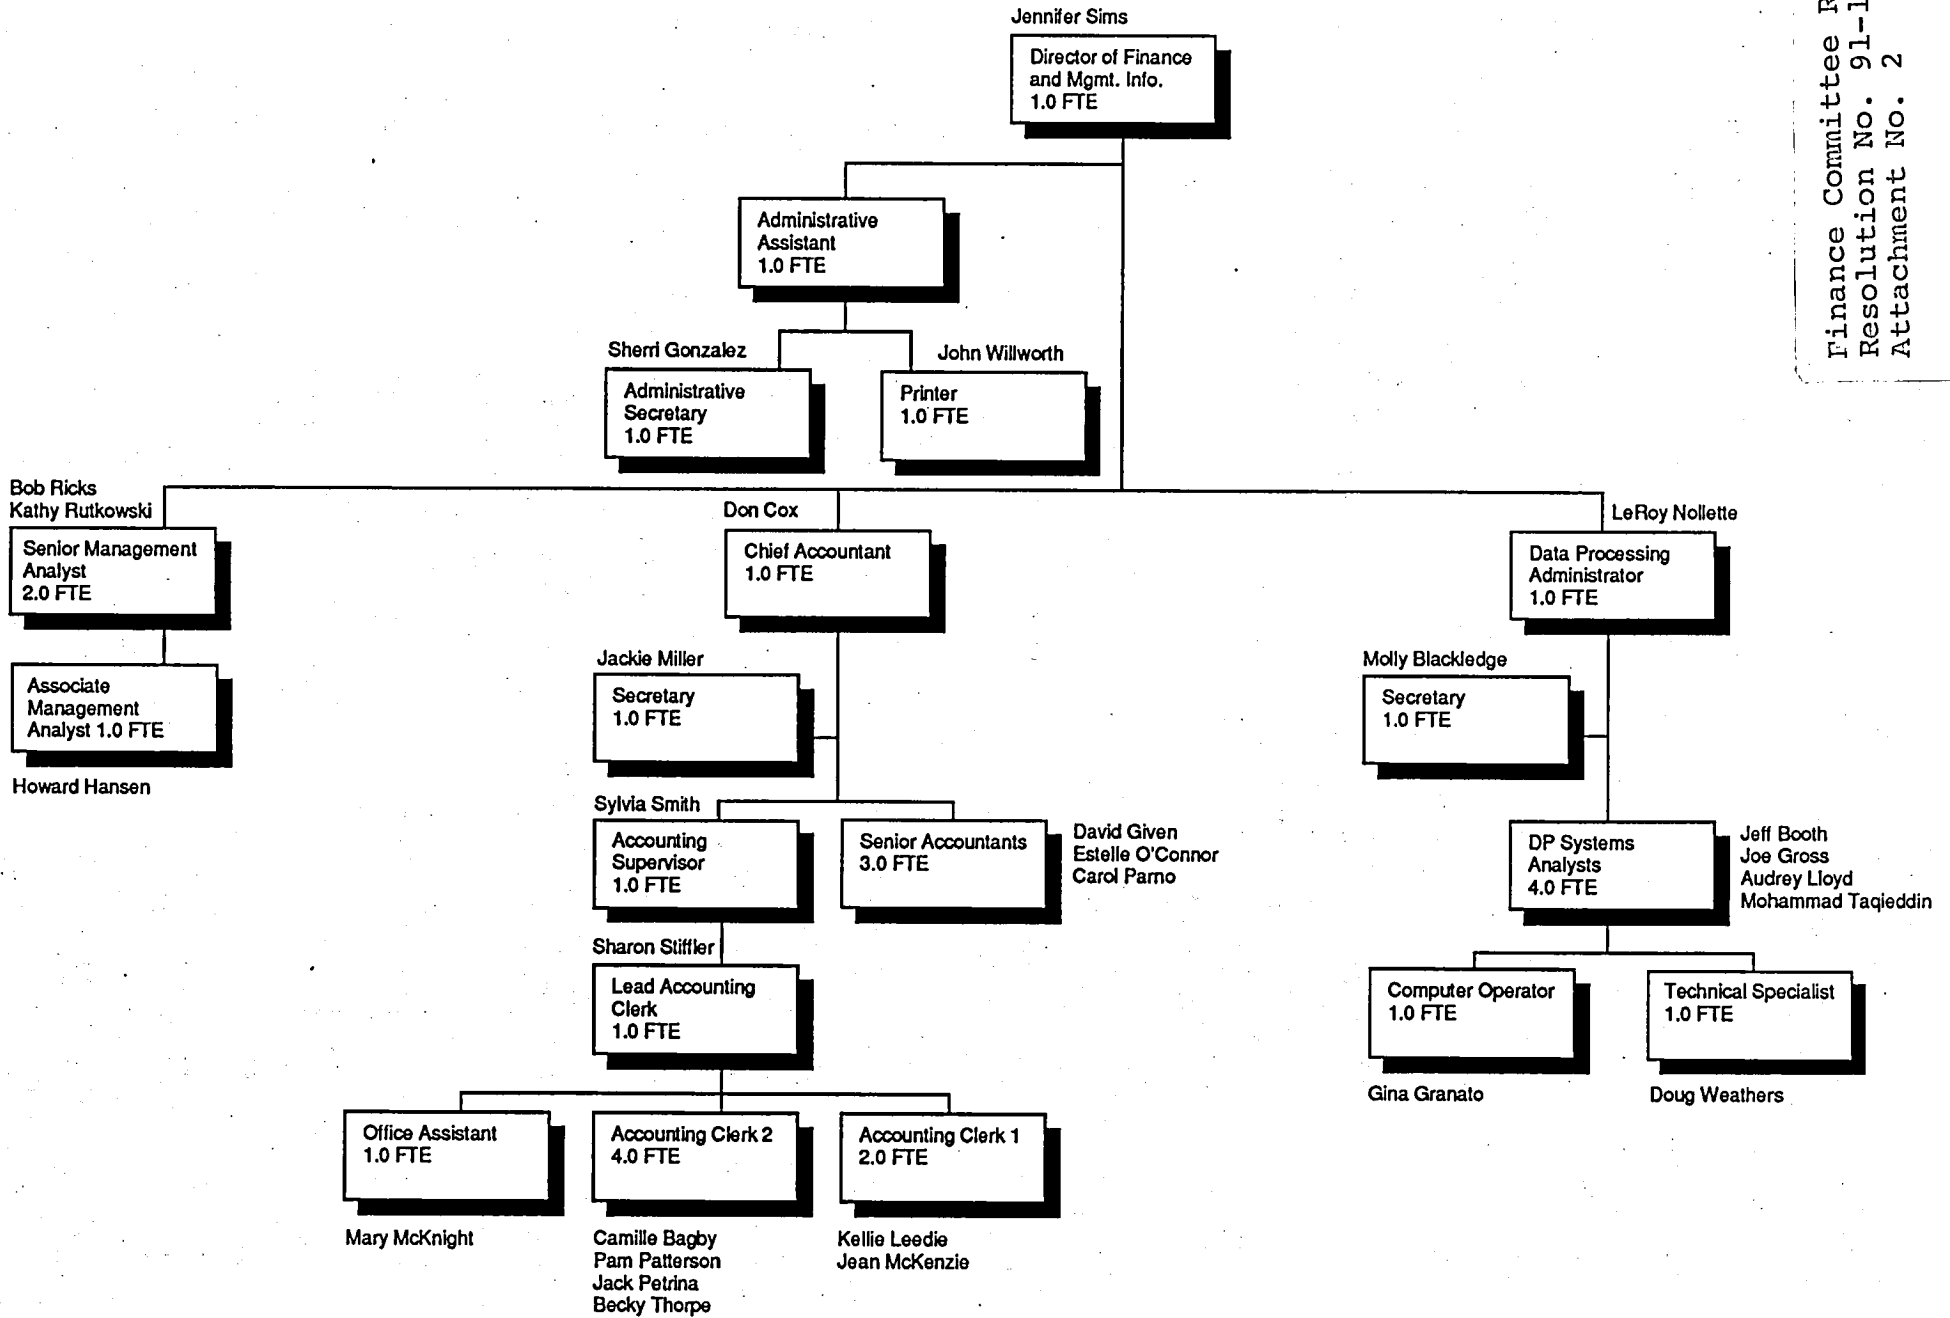 Jennifer Sims
Director of Finance
and Mgmt. Info.
1.0 FTE
Finance Committee
Resolution No.
Attachment No. 2
Administrative
Assistant
1.0 FTE
Sherri Gonzalez
Administrative
Secretary
1.0 FTE
John Willworth
Printer
1.0 FTE
Bob Ricks
Kathy Rutkowski
Senior Management
Analyst
2.0 FTE
Associate
Management
Analyst 1.0 FTE
Howard Hansen
Don Cox
Chief Accountant
1.0 FTE
Jackie Miller
Secretary
1.0 FTE
Sylvia Smith
Accounting
Supervisor
1.0 FTE
Senior Accountants
3.0 FTE
David Given
Estelle O'Connor
Carol Parno
Sharon Stiffler
Lead Accounting
Clerk
1.0 FTE
Office Assistant
1.0 FTE
Mary McKnight
Accounting Clerk 2
4.0 FTE
Camille Bagby
Pam Patterson
Jack Petrina
Becky Thorpe
Accounting Clerk 1
2.0 FTE
Kellie Leedie
Jean McKenzie
LeRoy Nollette
Data Processing
Administrator
1.0 FTE
Molly Blackledge
Secretary
1.0 FTE
DP Systems
Analysts
4.0 FTE
Jeff Booth
Joe Gross
Audrey Lloyd
Mohammad Taqieddin
Computer Operator
1.0 FTE
Gina Granato
Technical Specialist
1.0 FTE
Doug Weathers